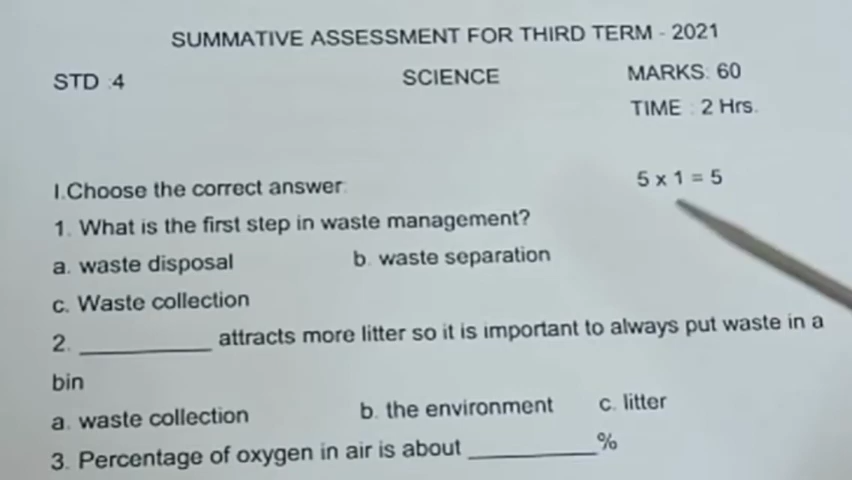 SUMMATIVE ASSESSMENT FOR THIRD TERM - 2021
STD :4 SCIENCE MARKS: 60
TIME : 2 Hrs.
I.Choose the correct answer: 5 x 1 = 5
1. What is the first step in waste management?
a. waste disposal b. waste separation
c. Waste collection
2. __________ attracts more litter so it is important to always put waste in a
bin
a. waste collection b. the environment c. litter
3. Percentage of oxygen in air is about __________%